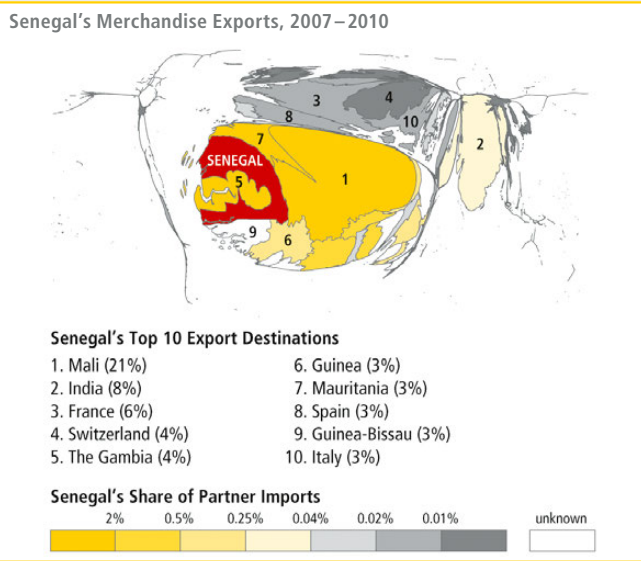 Senegal's Merchandise Exports, 2007–2010
3
4
8
10
7
2
SENEGAL
5
1
9
6
Senegal's Top 10 Export Destinations
1. Mali (21%)
2. India (8%)
3. France (6%)
4. Switzerland (4%)
5. The Gambia (4%)
6. Guinea (3%)
7. Mauritania (3%)
8. Spain (3%)
9. Guinea-Bissau (3%)
10. Italy (3%)
Senegal's Share of Partner Imports
2% 0.5% 0.25% 0.04% 0.02% 0.01% unknown